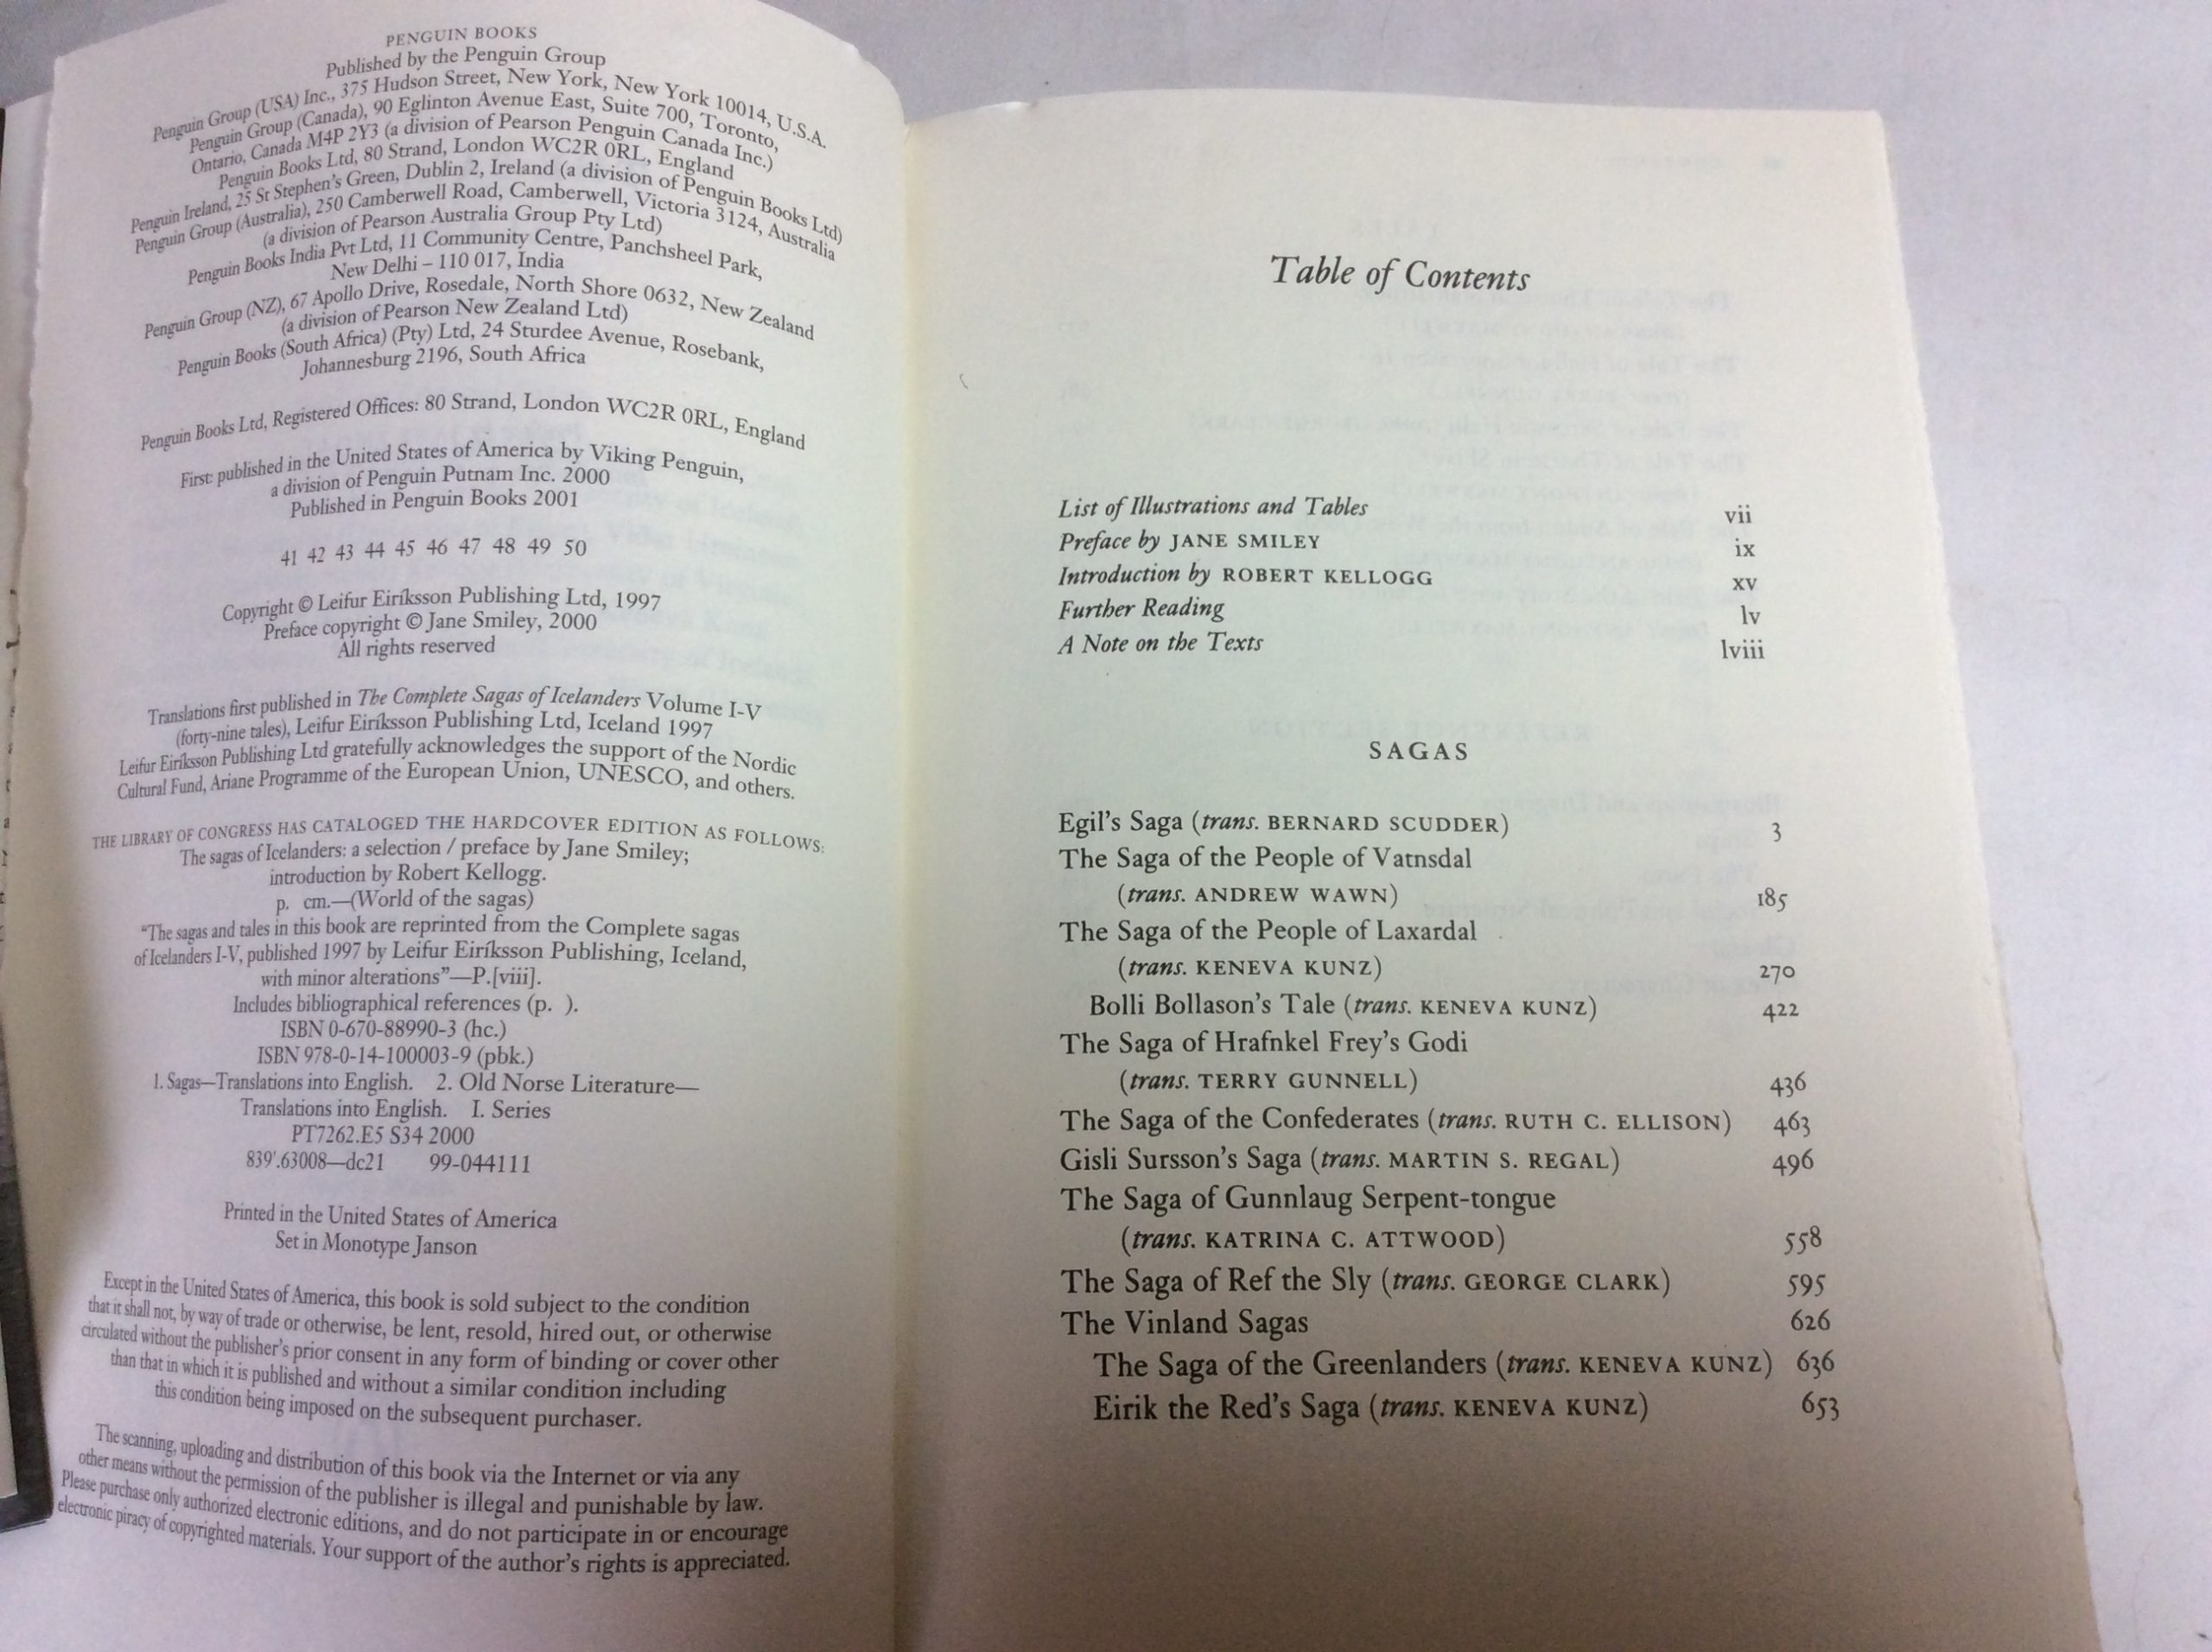 PENGUIN BOOKS
Published by the Penguin Group
Penguin Group (USA) Inc., 375 Hudson Street, New York, New York 10014, U.S.A.
Penguin Group (Canada), 90 Eglinton Avenue East, Suite 700, Toronto,
Ontario, Canada M4P 2Y3 (a division of Pearson Penguin Canada Inc.)
Penguin Books Ltd, 80 Strand, London WC2R 0RL, England
Penguin Ireland, 25 St Stephen's Green, Dublin 2, Ireland (a division of Penguin Books Ltd)
Penguin Group (Australia), 250 Camberwell Road, Camberwell, Victoria 3124, Australia
(a division of Pearson Australia Group Pty Ltd)
Penguin Books India Pvt Ltd, 11 Community Centre, Panchsheel Park,
New Delhi – 110 017, India
Penguin Group (NZ), 67 Apollo Drive, Rosedale, North Shore 0632, New Zealand
(a division of Pearson New Zealand Ltd)
Penguin Books (South Africa) (Pty) Ltd, 24 Sturdee Avenue, Rosebank,
Johannesburg 2196, South Africa
Penguin Books Ltd, Registered Offices: 80 Strand, London WC2R 0RL, England
First published in the United States of America by Viking Penguin,
a division of Penguin Putnam Inc. 2000
Published in Penguin Books 2001
41 42 43 44 45 46 47 48 49 50
Copyright © Leifur Eiríksson Publishing Ltd, 1997
Preface copyright © Jane Smiley, 2000
All rights reserved
Translations first published in The Complete Sagas of Icelanders Volume I-V
(forty-nine tales), Leifur Eiríksson Publishing Ltd, Iceland 1997
Leifur Eiríksson Publishing Ltd gratefully acknowledges the support of the Nordic
Cultural Fund, Ariane Programme of the European Union, UNESCO, and others.
THE LIBRARY OF CONGRESS HAS CATALOGED THE HARDCOVER EDITION AS FOLLOWS:
The sagas of Icelanders: a selection / preface by Jane Smiley;
introduction by Robert Kellogg.
p. cm.—(World of the sagas)
"The sagas and tales in this book are reprinted from the Complete sagas
of Icelanders I-V, published 1997 by Leifur Eiríksson Publishing, Iceland,
with minor alterations"—P.[viii].
Includes bibliographical references (p. ).
ISBN 0-670-88990-3 (hc.)
ISBN 978-0-14-100003-9 (pbk.)
1. Sagas—Translations into English. 2. Old Norse Literature—
Translations into English. I. Series
PT7262.E5 S34 2000
839'.63008—dc21 99-044111
Printed in the United States of America
Set in Monotype Janson
Except in the United States of America, this book is sold subject to the condition
that it shall not, by way of trade or otherwise, be lent, resold, hired out, or otherwise
circulated without the publisher's prior consent in any form of binding or cover other
than that in which it is published and without a similar condition including
this condition being imposed on the subsequent purchaser.
The scanning, uploading and distribution of this book via the Internet or via any
other means without the permission of the publisher is illegal and punishable by law.
Please purchase only authorized electronic editions, and do not participate in or encourage
electronic piracy of copyrighted materials. Your support of the author's rights is appreciated.
Table of Contents
List of Illustrations and Tables vii
Preface by JANE SMILEY ix
Introduction by ROBERT KELLOGG xv
Further Reading lv
A Note on the Texts lviii
SAGAS
Egil's Saga (trans. BERNARD SCUDDER) 3
The Saga of the People of Vatnsdal
(trans. ANDREW WAWN) 185
The Saga of the People of Laxardal
(trans. KENEVA KUNZ) 270
Bolli Bollason's Tale (trans. KENEVA KUNZ) 422
The Saga of Hrafnkel Frey's Godi
(trans. TERRY GUNNELL) 436
The Saga of the Confederates (trans. RUTH C. ELLISON) 463
Gisli Sursson's Saga (trans. MARTIN S. REGAL) 496
The Saga of Gunnlaug Serpent-tongue
(trans. KATRINA C. ATTWOOD) 558
The Saga of Ref the Sly (trans. GEORGE CLARK) 595
The Vinland Sagas 626
The Saga of the Greenlanders (trans. KENEVA KUNZ) 636
Eirik the Red's Saga (trans. KENEVA KUNZ) 653